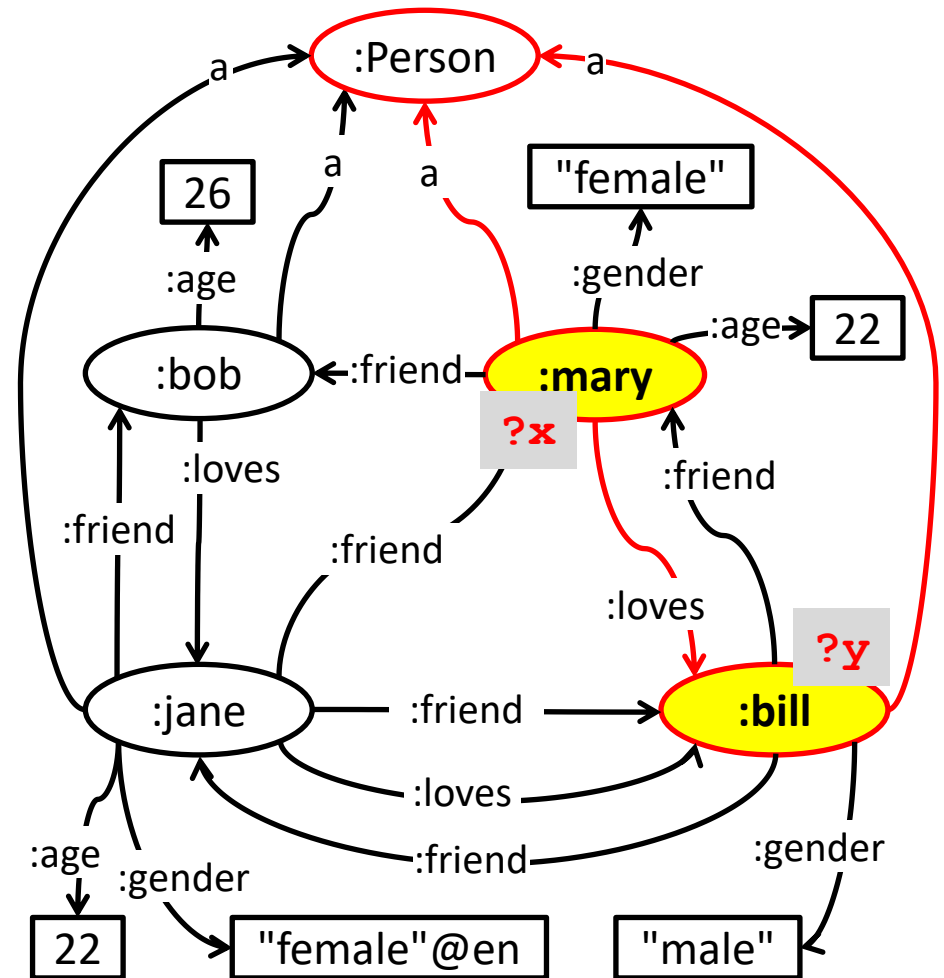 :Person
a
a
a
a
26
"female"
:age
:gender
:age
22
:bob
:friend
:mary
?x
:loves
:friend
:friend
:friend
:loves
?y
:jane
:friend
:bill
:loves
:friend
:age
:gender
:gender
22
"female"@en
"male"